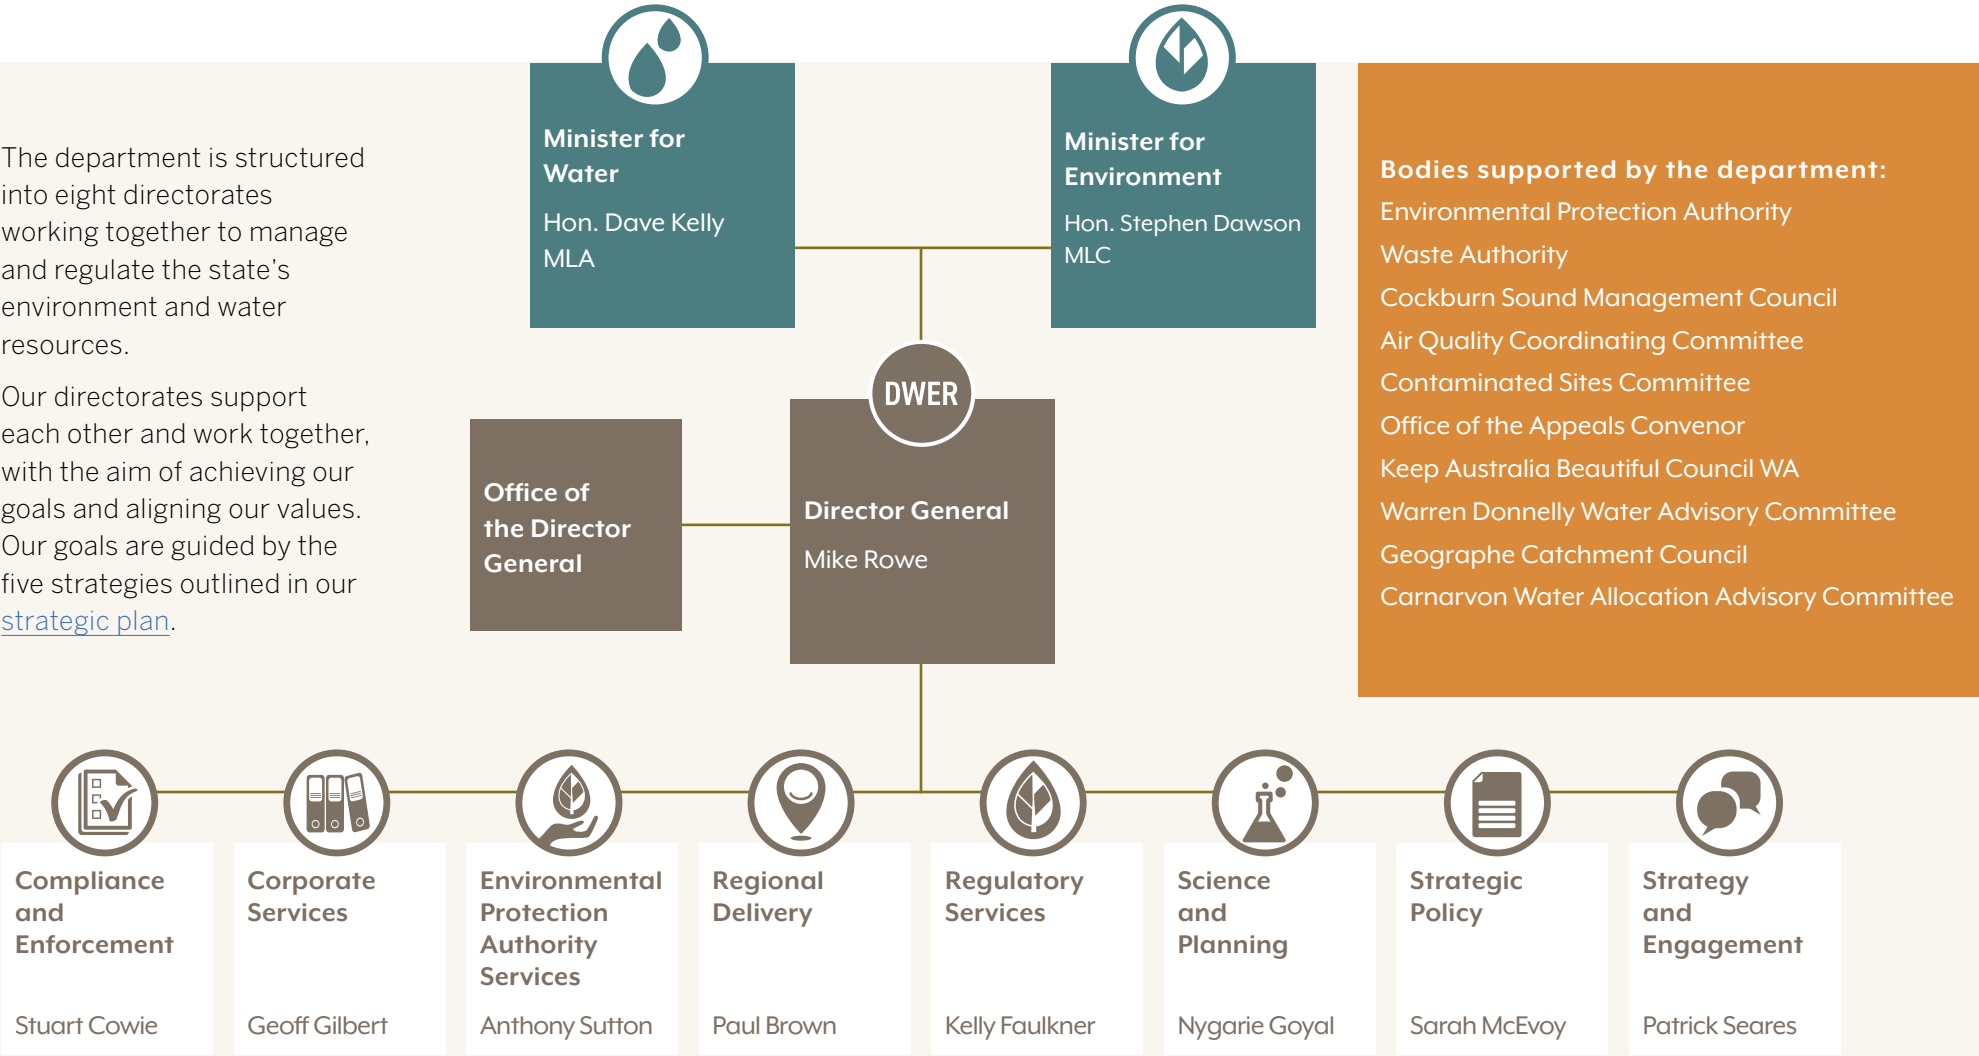 The department is structured
into eight directorates
working together to manage
and regulate the state's
environment and water
resources.
Our directorates support
each other and work together,
with the aim of achieving our
goals and aligning our values.
Our goals are guided by the
five strategies outlined in our
strategic plan.
Minister for
Water
Hon. Dave Kelly
MLA
Minister for
Environment
Hon. Stephen Dawson
MLC
Bodies supported by the department:
Environmental Protection Authority
Waste Authority
Cockburn Sound Management Council
Air Quality Coordinating Committee
Contaminated Sites Committee
Office of the Appeals Convenor
Keep Australia Beautiful Council WA
Warren Donnelly Water Advisory Committee
Geographe Catchment Council
Carnarvon Water Allocation Advisory Committee
Office of
the Director
General
DWER
Director General
Mike Rowe
Compliance
and
Enforcement
Stuart Cowie
Corporate
Services
Geoff Gilbert
Environmental
Protection
Authority
Services
Anthony Sutton
Regional
Delivery
Paul Brown
Regulatory
Services
Kelly Faulkner
Science
and
Planning
Nygarie Goyal
Strategic
Policy
Sarah McEvoy
Strategy
and
Engagement
Patrick Seares